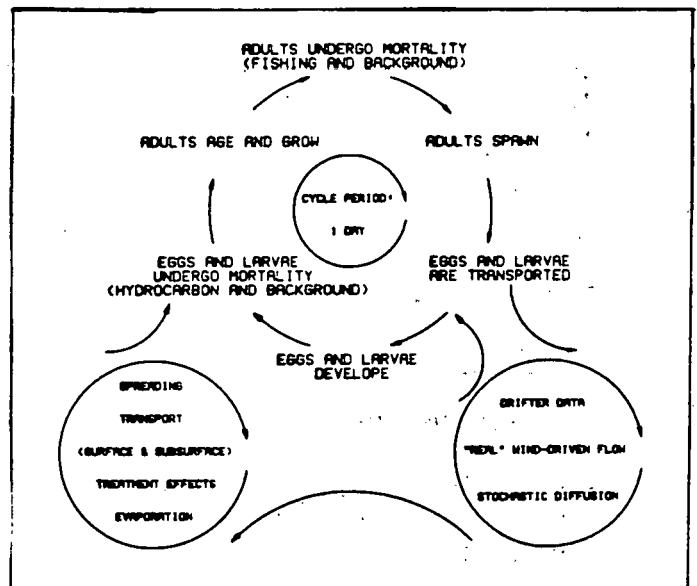 ADULTS UNDERGO MORTALITY
(FISHING AND BACKGROUND)
ADULTS AGE AND GROW
ADULTS SPAWN
CYCLE PERIOD:
1 DAY
EGGS AND LARVAE
UNDERGO MORTALITY
(HYDROCARBON AND BACKGROUND)
EGGS AND LARVAE
ARE TRANSPORTED
EGGS AND LARVAE
DEVELOPE
SPREADING
TRANSPORT
(SURFACE & SUBSURFACE)
TREATMENT EFFECTS
EVAPORATION
DRIFTER DATA
"REAL" WIND-DRIVEN FLOW
STOCHASTIC DIFFUSION